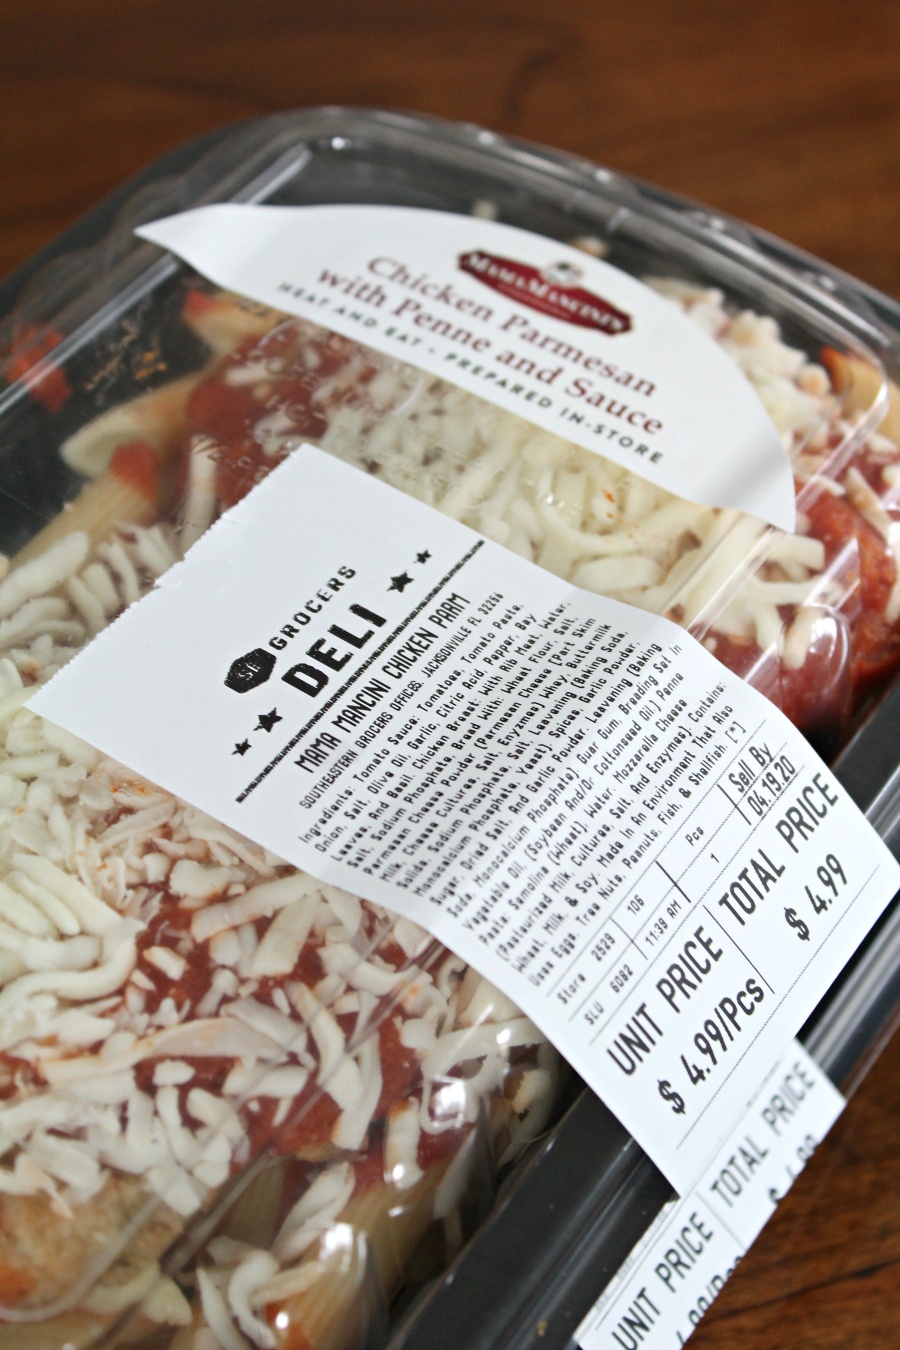 MAMAMANCINI'S
Chicken Parmesan
with Penne and Sauce
HEAT AND EAT • PREPARED IN-STORE
SE GROCERS
DELI
MAMA MANCINI CHICKEN PARM
SOUTHEASTERN GROCERS OFFICES JACKSONVILLE FL 32256
Ingredients: Tomato Sauce: Tomatoes, Tomato Paste,
Onion, Salt, Olive Oil, Garlic, Citric Acid, Pepper, Bay
Leaves, And Basil. Chicken Breast: With Rib Meat, Water,
Salt, Sodium Phosphate, Bread With: Wheat Flour, Salt,
Parmesan Cheese Powder (Parmesan Cheese [Part Skim
Milk, Cheese Cultures, Salt, Enzymes] Whey, Buttermilk
Solids, Sodium Phosphate, Salt, Leavening (Baking Soda,
Monocalcium Phosphate, Yeast) Spices, Garlic Powder,
Sugar, Dried Salt, And Garlic Powder, Leavening (Baking
Soda, Monocalcium Phosphate), Guar Gum, Breading Set In
Vegetable Oil. (Soybean And/Or Cottonseed Oil.) Penne
Pasta: Semolina (Wheat), Water. Mozzarella Cheese
(Pasteurized Milk, Cultures, Salt, And Enzymes). Contains:
Wheat, Milk, & Soy. Made In An Environment That Also
Uses Eggs, Tree Nuts, Peanuts, Fish, & Shellfish. [*]
Store 2529 106 Pcs Sell By
SLU 6082 11:39 AM 1 04.19.20
UNIT PRICE TOTAL PRICE
$ 4.99/Pcs $ 4.99
UNIT PRICE TOTAL PRICE